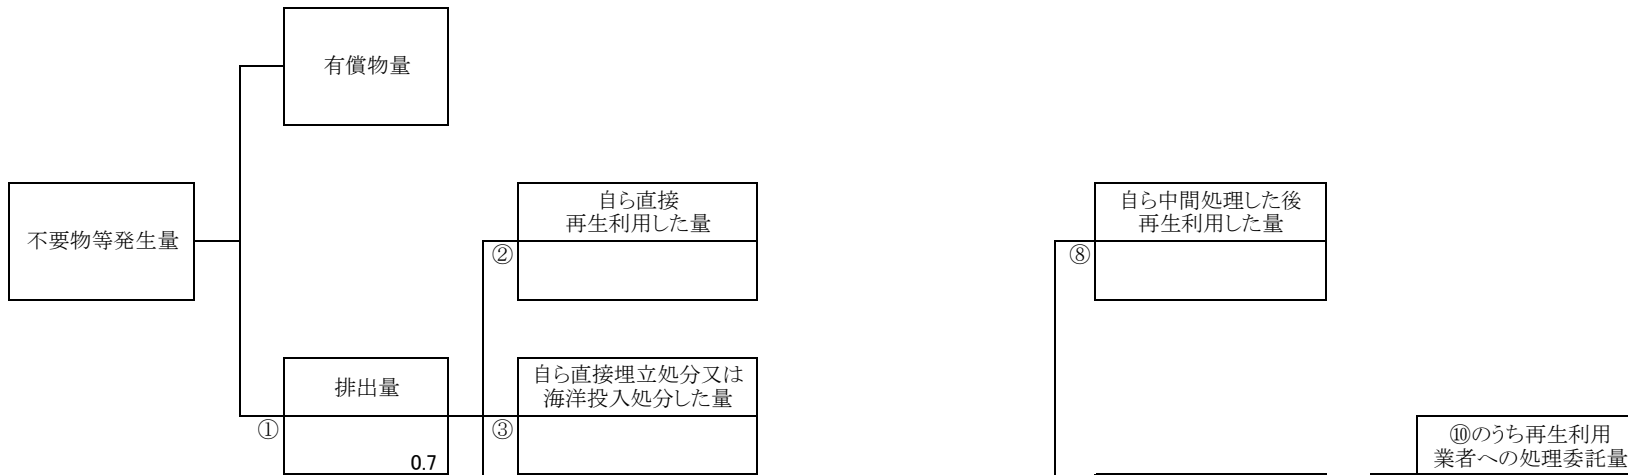 有償物量
不要物等発生量
自ら直接
再生利用した量
②
自ら中間処理した後
再生利用した量
⑧
排出量
①
0.7
自ら直接埋立処分又は
海洋投入処分した量
③
⑩のうち再生利用
業者への処理委託量